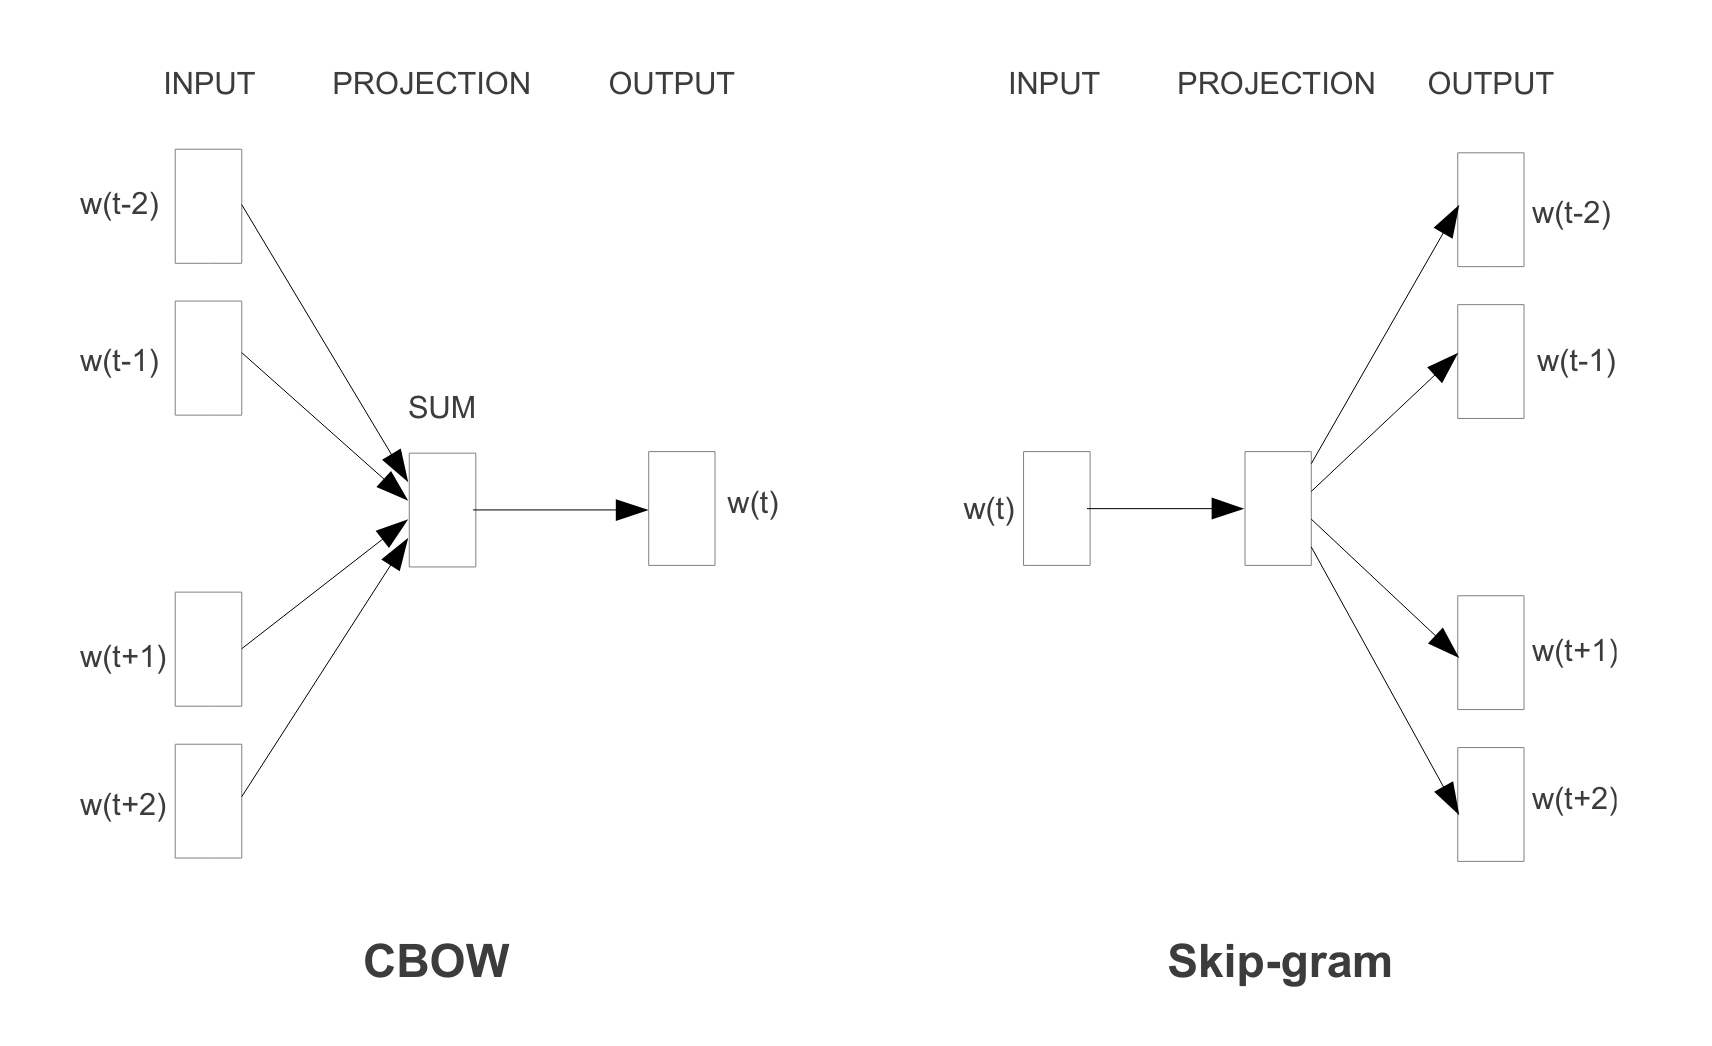 INPUT PROJECTION OUTPUT
w(t-2)
w(t-1)
SUM
w(t)
w(t+1)
w(t+2)
CBOW
INPUT PROJECTION OUTPUT
w(t-2)
w(t-1)
w(t)
w(t+1)
w(t+2)
Skip-gram